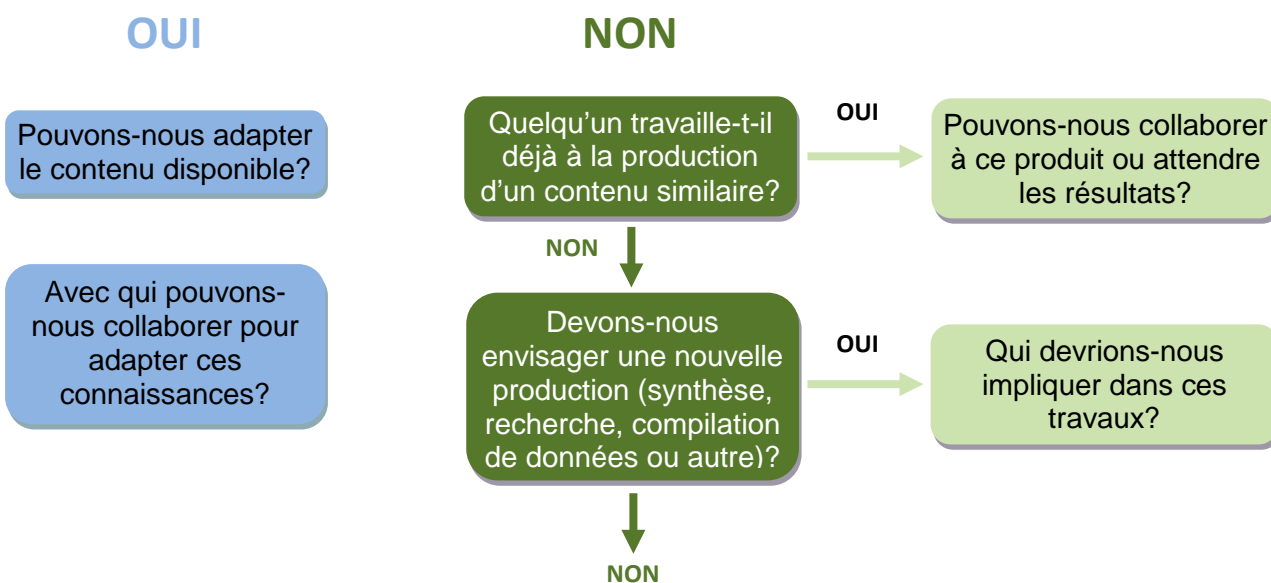 OUI
NON
Pouvons-nous adapter
le contenu disponible?
Quelqu'un travaille-t-il
déjà à la production
d'un contenu similaire?
OUI
Pouvons-nous collaborer
à ce produit ou attendre
les résultats?
NON
Avec qui pouvons-
nous collaborer pour
adapter ces
connaissances?
Devons-nous
envisager une nouvelle
production (synthèse,
recherche, compilation
de données ou autre)?
OUI
Qui devrions-nous
impliquer dans ces
travaux?
NON